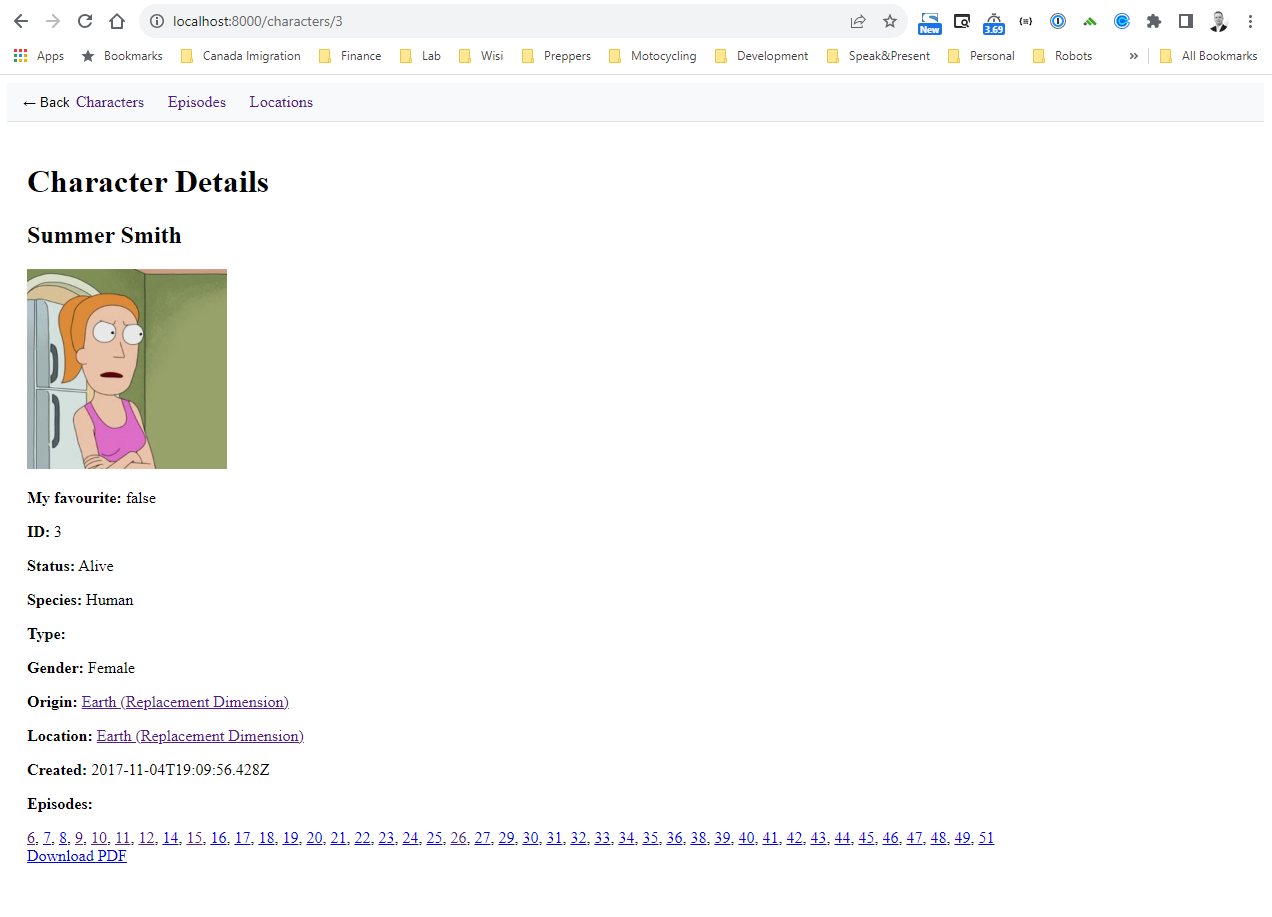 localhost:8000/characters/3
New
3.69
Apps Bookmarks Canada Imigration Finance Lab Wisi Preppers Motocycling Development Speak&Present Personal Robots » All Bookmarks
← Back Characters Episodes Locations
Character Details
Summer Smith
My favourite: false
ID: 3
Status: Alive
Species: Human
Type:
Gender: Female
Origin: Earth (Replacement Dimension)
Location: Earth (Replacement Dimension)
Created: 2017-11-04T19:09:56.428Z
Episodes:
6, 7, 8, 9, 10, 11, 12, 14, 15, 16, 17, 18, 19, 20, 21, 22, 23, 24, 25, 26, 27, 29, 30, 31, 32, 33, 34, 35, 36, 38, 39, 40, 41, 42, 43, 44, 45, 46, 47, 48, 49, 51
Download PDF